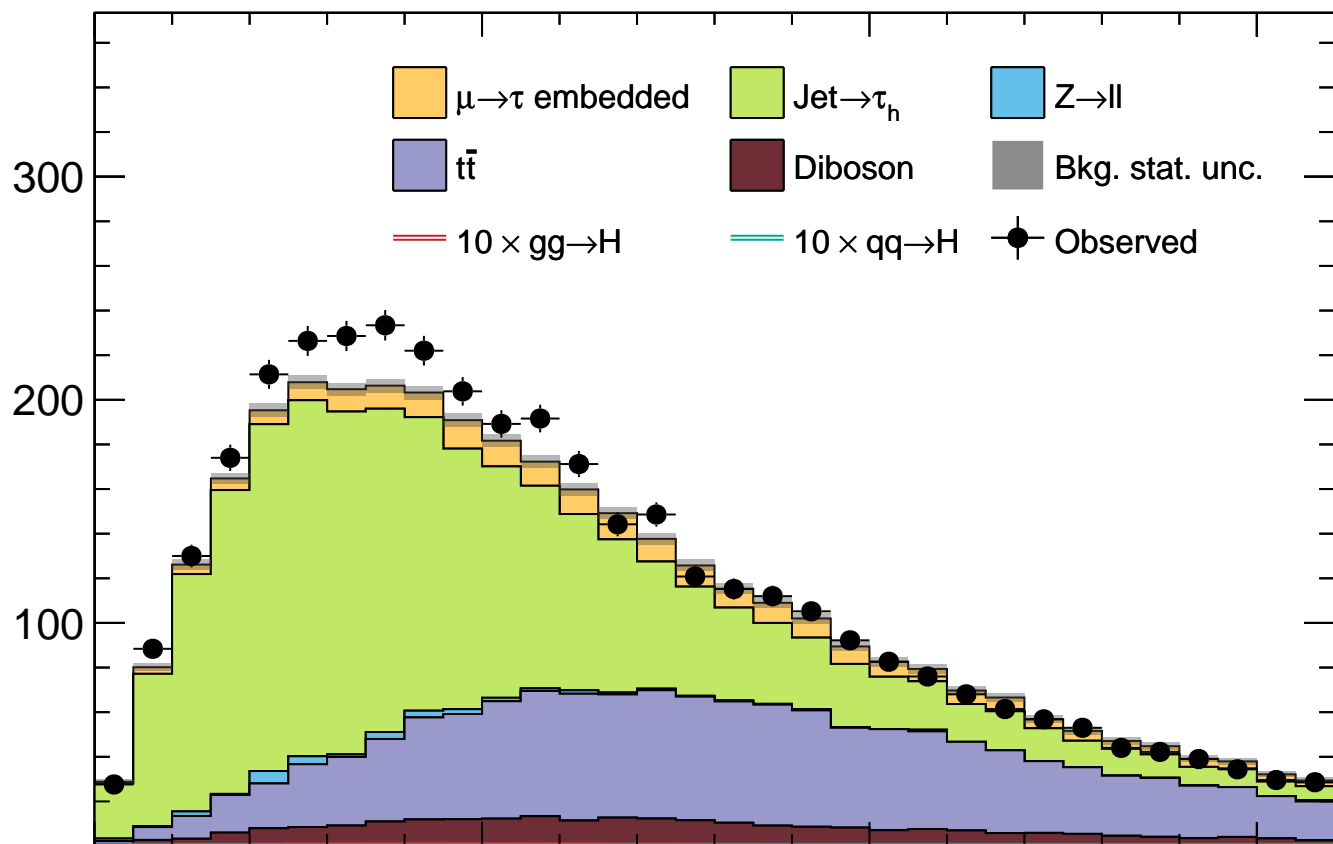 μ→τ embedded Jet→τh Z→ll
300
tt̄ Diboson Bkg. stat. unc.
10 × gg→H 10 × qq→H Observed
200
100